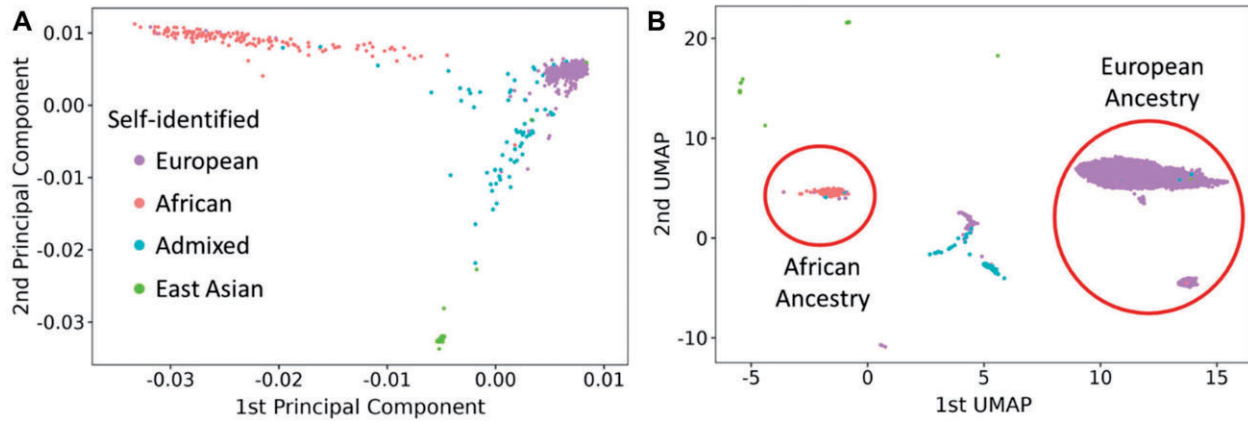 A
0.01
0.00
-0.01
-0.02
-0.03
2nd Principal Component
Self-identified
European
African
Admixed
East Asian
-0.03
-0.02
-0.01
0.00
0.01
1st Principal Component
B
20
10
0
-10
2nd UMAP
European
Ancestry
African
Ancestry
-5
0
5
10
15
1st UMAP